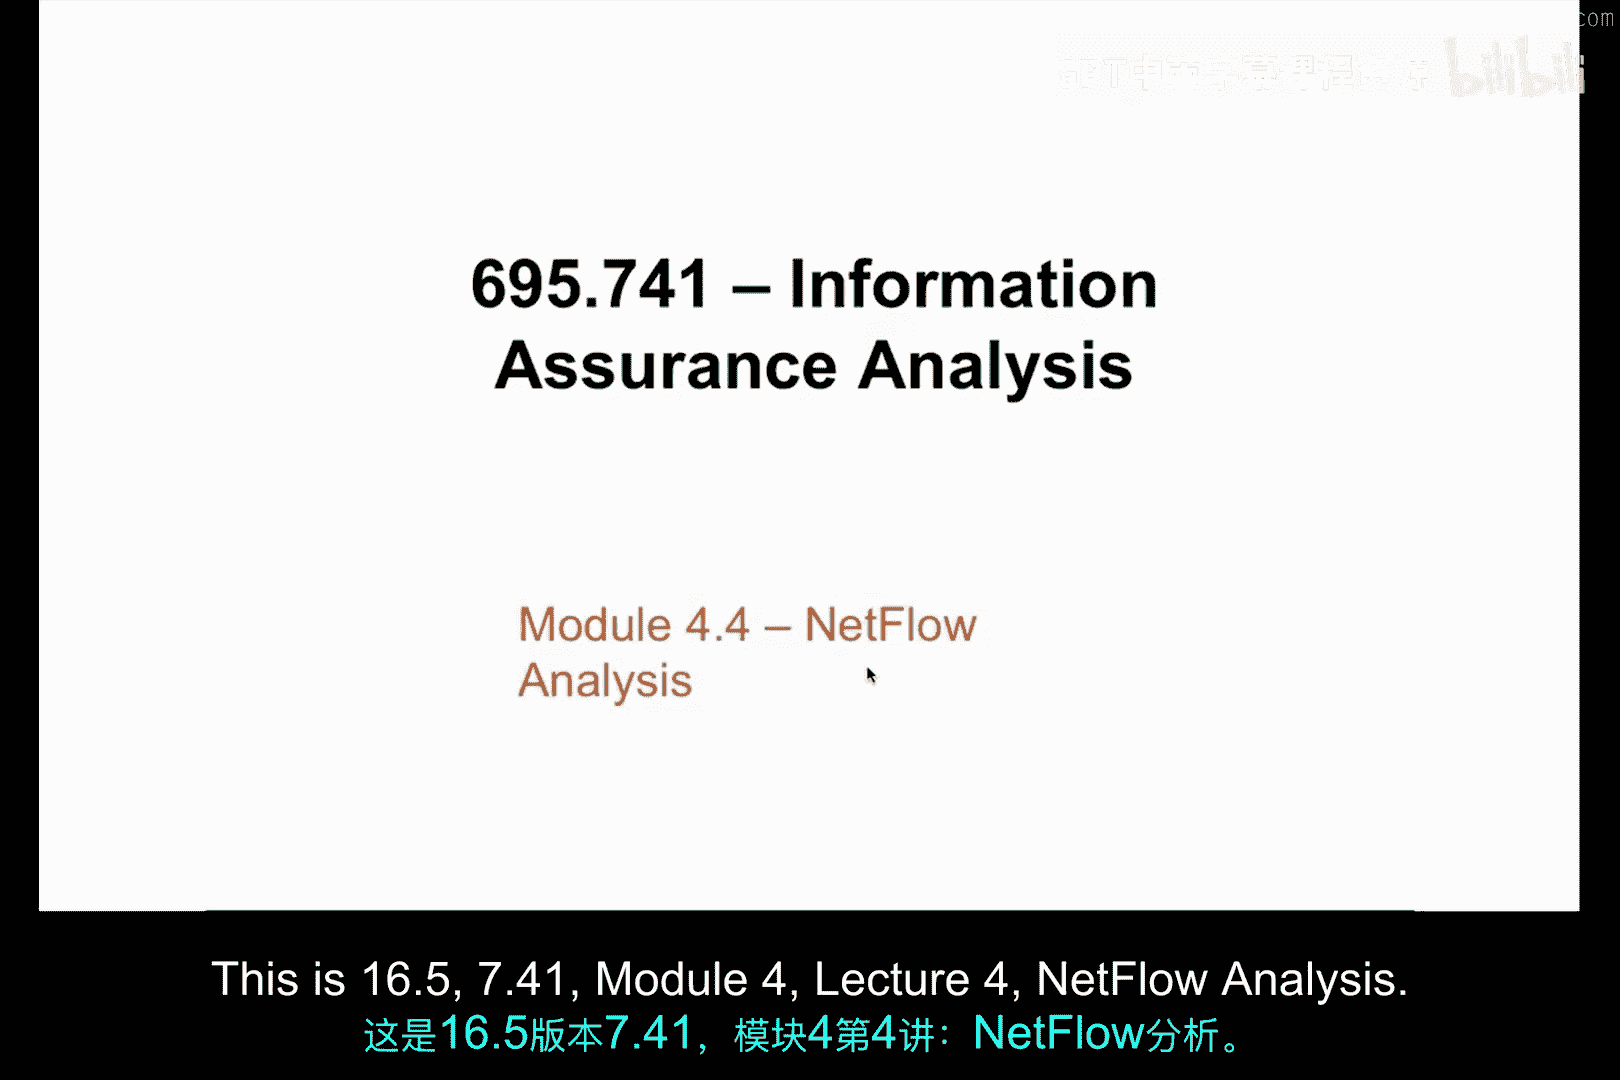 com
bilibili
695.741 – Information
Assurance Analysis
Module 4.4 – NetFlow
Analysis
This is 16.5, 7.41, Module 4, Lecture 4, NetFlow Analysis.
这是16.5版本7.41，模块4第4讲：NetFlow分析。